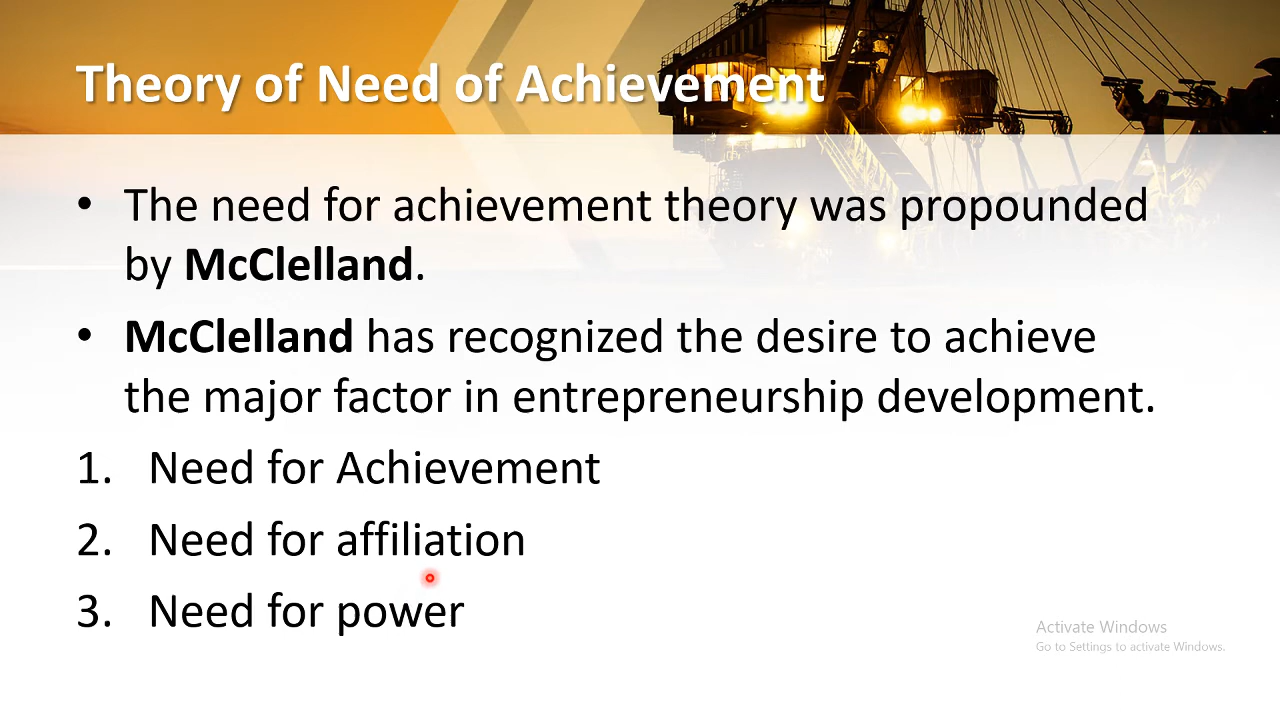 Theory of Need of Achievement
• The need for achievement theory was propounded
by McClelland.
• McClelland has recognized the desire to achieve
the major factor in entrepreneurship development.
1. Need for Achievement
2. Need for affiliation
3. Need for power
Activate Windows
Go to Settings to activate Windows.